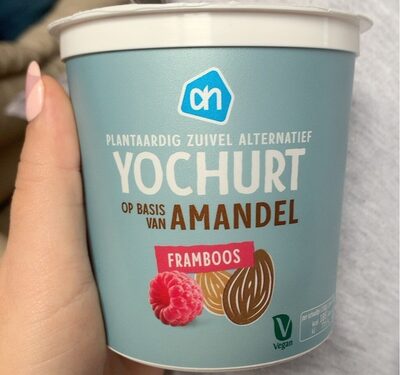 ah
PLANTAARDIG ZUIVEL ALTERNATIEF
YOCHURT
OP BASIS
VAN AMANDEL
FRAMBOOS
V
Vegan